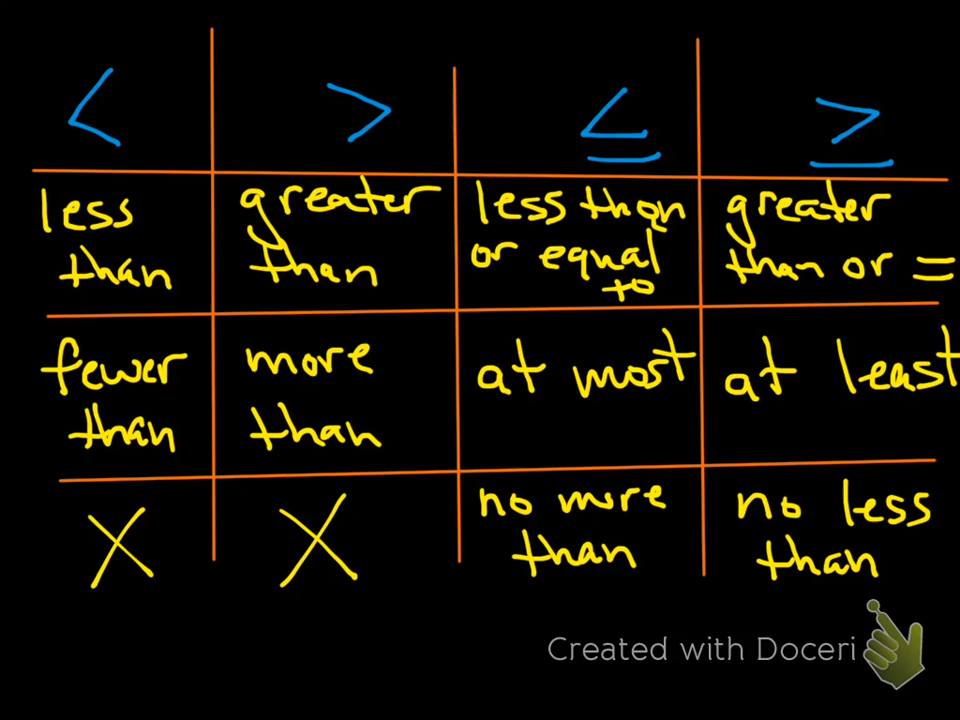 < > ≤ ≥
less than
greater than
less than or equal to
greater than or =
fewer than
more than
at most
at least
X
X
no more than
no less than
Created with Doceri